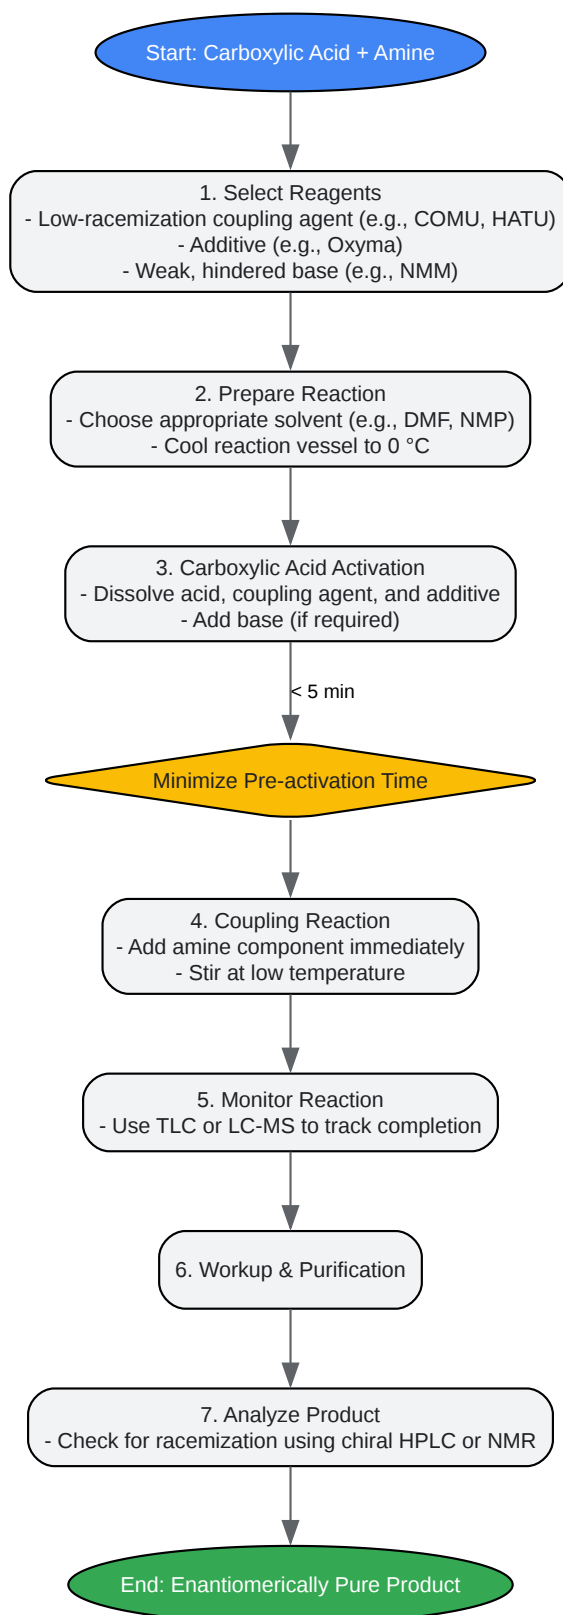 Start: Carboxylic Acid + Amine
1. Select Reagents
- Low-racemization coupling agent (e.g., COMU, HATU)
- Additive (e.g., Oxyma)
- Weak, hindered base (e.g., NMM)
2. Prepare Reaction
- Choose appropriate solvent (e.g., DMF, NMP)
- Cool reaction vessel to 0 °C
3. Carboxylic Acid Activation
- Dissolve acid, coupling agent, and additive
- Add base (if required)
< 5 min
Minimize Pre-activation Time
4. Coupling Reaction
- Add amine component immediately
- Stir at low temperature
5. Monitor Reaction
- Use TLC or LC-MS to track completion
6. Workup & Purification
7. Analyze Product
- Check for racemization using chiral HPLC or NMR
End: Enantiomerically Pure Product